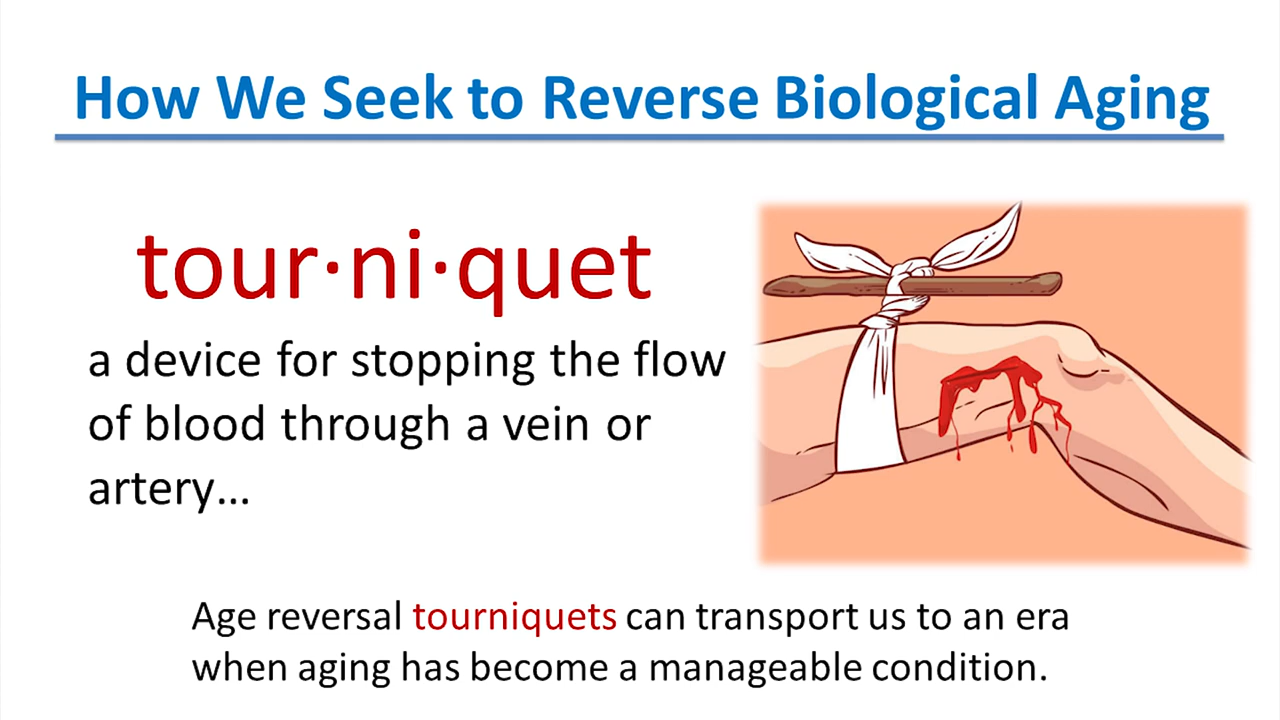 How We Seek to Reverse Biological Aging
tour·ni·quet
a device for stopping the flow
of blood through a vein or
artery...
Age reversal tourniquets can transport us to an era
when aging has become a manageable condition.